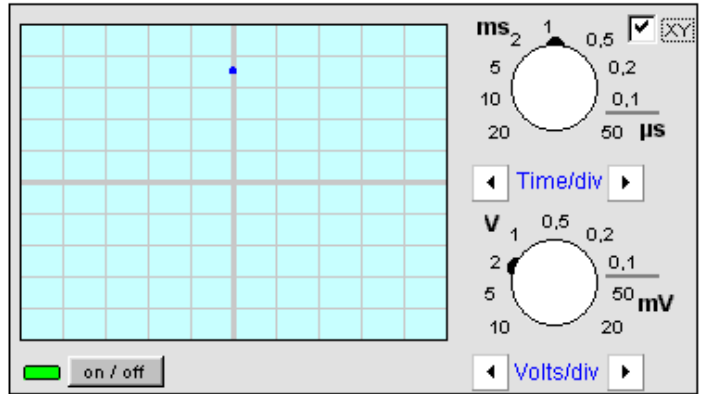 ms 2 1 0,5 XY
5 0,2
10 0,1
20 50 µs
Time/div
V 1 0,5 0,2
2 0,1
5 50 mV
10 20
on / off
Volts/div